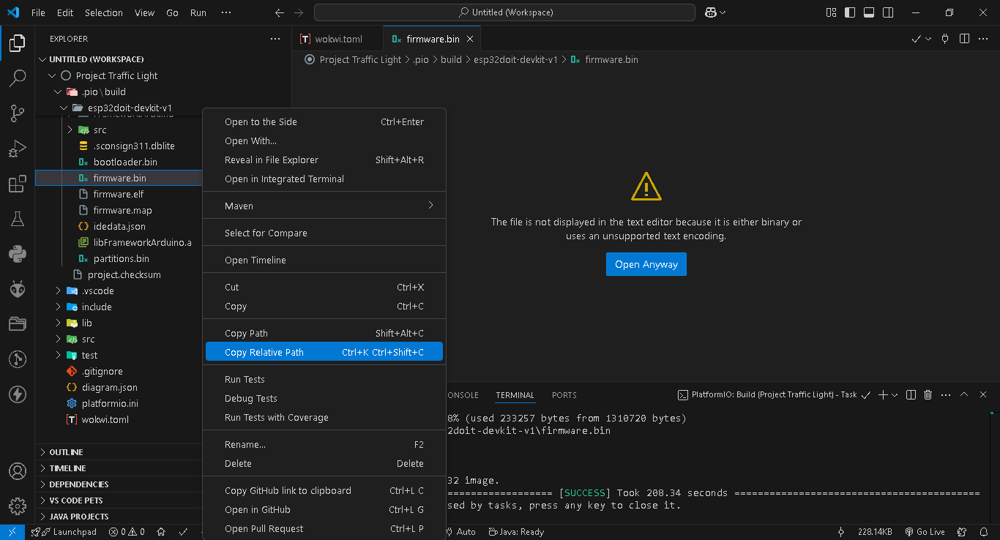 File Edit Selection View Go Run ···
Untitled (Workspace)
EXPLORER
UNTITLED (WORKSPACE)
Project Traffic Light
.pio\build
esp32doit-devkit-v1
src
.sconsign311.dblite
bootloader.bin
firmware.bin
firmware.elf
firmware.map
idedata.json
libFrameworkArduino.a
partitions.bin
project.checksum
.vscode
include
lib
src
test
.gitignore
diagram.json
platformio.ini
wokwi.toml
OUTLINE
TIMELINE
DEPENDENCIES
VS CODE PETS
JAVA PROJECTS
wokwi.toml
firmware.bin
Project Traffic Light > .pio > build > esp32doit-devkit-v1 > firmware.bin
Open to the Side Ctrl+Enter
Open With...
Reveal in File Explorer Shift+Alt+R
Open in Integrated Terminal
Maven
Select for Compare
Open Timeline
Cut Ctrl+X
Copy Ctrl+C
Copy Path Shift+Alt+C
Copy Relative Path Ctrl+K Ctrl+Shift+C
Run Tests
Debug Tests
Run Tests with Coverage
Rename... F2
Delete Delete
Copy GitHub link to clipboard Ctrl+L C
Open in GitHub Ctrl+L G
Open Pull Request Ctrl+L P
The file is not displayed in the text editor because it is either binary or
uses an unsupported text encoding.
Open Anyway
ONSOLE TERMINAL PORTS
PlatformIO: Build (Project Traffic Light) - Task
8% (used 233257 bytes from 1310720 bytes)
2doit-devkit-v1\firmware.bin
32 image.
================== [SUCCESS] Took 208.34 seconds ==========================================
sed by tasks, press any key to close it.
Launchpad 0 0 Auto Java: Ready 228.14KB Go Live